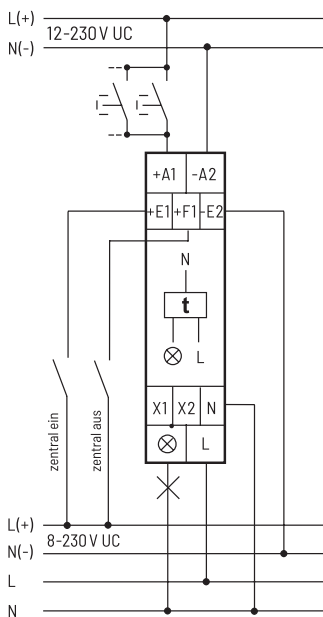 L(+)
12-230 V UC
N(-)
+A1 -A2
+E1 +F1 -E2
N
t
L
zentral ein
zentral aus
X1 X2 N
L
L(+)
8-230 V UC
N(-)
L
N